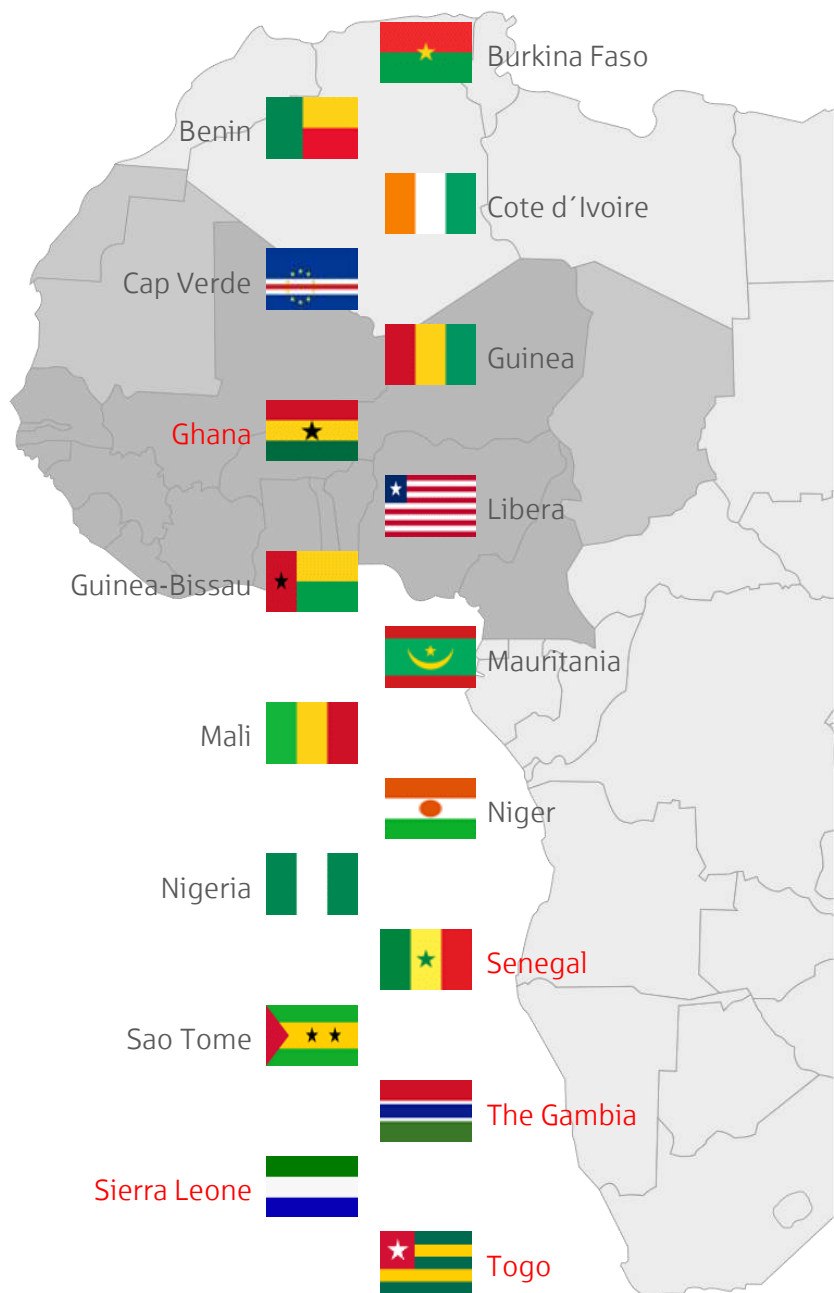 Burkina Faso
Benin
Cote d´Ivoire
Cap Verde
Guinea
Ghana
Libera
Guinea-Bissau
Mauritania
Mali
Niger
Nigeria
Senegal
Sao Tome
The Gambia
Sierra Leone
Togo